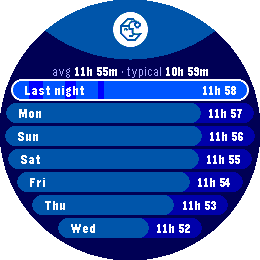 avg 11h 55m · typical 10h 59m
Last night 11h 58
Mon 11h 57
Sun 11h 56
Sat 11h 55
Fri 11h 54
Thu 11h 53
Wed 11h 52